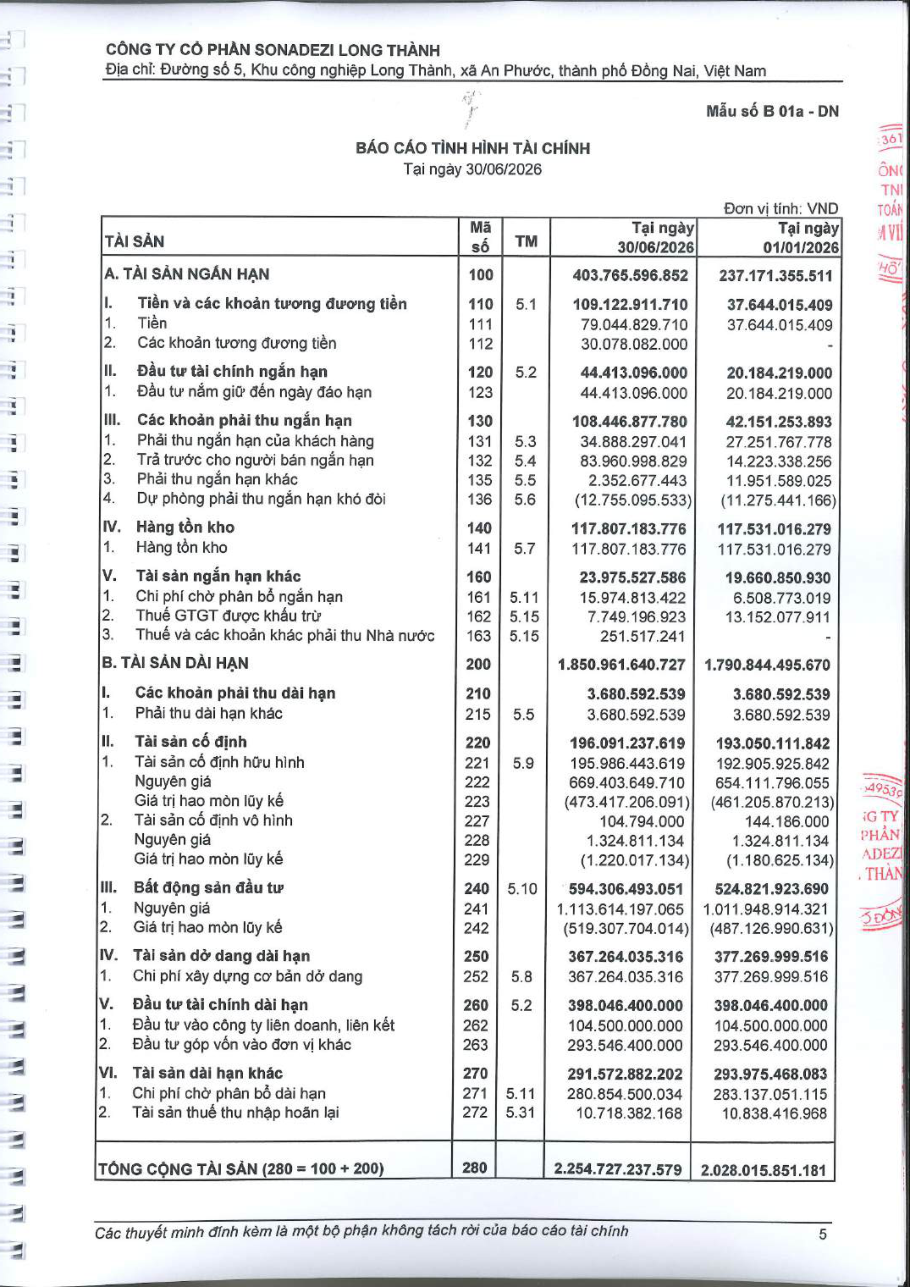 CÔNG TY CỔ PHẦN SONADEZI LONG THÀNH
Địa chỉ: Đường số 5, Khu công nghiệp Long Thành, xã An Phước, thành phố Đồng Nai, Việt Nam
Mẫu số B 01a - DN
BÁO CÁO TÌNH HÌNH TÀI CHÍNH
Tại ngày 30/06/2026
Đơn vị tính: VND
TÀI SẢN Mã số TM Tại ngày 30/06/2026 Tại ngày 01/01/2026
A. TÀI SẢN NGẮN HẠN 100 403.765.596.852 237.171.355.511
I. Tiền và các khoản tương đương tiền 110 5.1 109.122.911.710 37.644.015.409
1. Tiền 111 79.044.829.710 37.644.015.409
2. Các khoản tương đương tiền 112 30.078.082.000 -
II. Đầu tư tài chính ngắn hạn 120 5.2 44.413.096.000 20.184.219.000
1. Đầu tư nắm giữ đến ngày đáo hạn 123 44.413.096.000 20.184.219.000
III. Các khoản phải thu ngắn hạn 130 108.446.877.780 42.151.253.893
1. Phải thu ngắn hạn của khách hàng 131 5.3 34.888.297.041 27.251.767.778
2. Trả trước cho người bán ngắn hạn 132 5.4 83.960.998.829 14.223.338.256
3. Phải thu ngắn hạn khác 135 5.5 2.352.677.443 11.951.589.025
4. Dự phòng phải thu ngắn hạn khó đòi 136 5.6 (12.755.095.533) (11.275.441.166)
IV. Hàng tồn kho 140 117.807.183.776 117.531.016.279
1. Hàng tồn kho 141 5.7 117.807.183.776 117.531.016.279
V. Tài sản ngắn hạn khác 160 23.975.527.586 19.660.850.930
1. Chi phí chờ phân bổ ngắn hạn 161 5.11 15.974.813.422 6.508.773.019
2. Thuế GTGT được khấu trừ 162 5.15 7.749.196.923 13.152.077.911
3. Thuế và các khoản khác phải thu Nhà nước 163 5.15 251.517.241 -
B. TÀI SẢN DÀI HẠN 200 1.850.961.640.727 1.790.844.495.670
I. Các khoản phải thu dài hạn 210 3.680.592.539 3.680.592.539
1. Phải thu dài hạn khác 215 5.5 3.680.592.539 3.680.592.539
II. Tài sản cố định 220 196.091.237.619 193.050.111.842
1. Tài sản cố định hữu hình 221 5.9 195.986.443.619 192.905.925.842
Nguyên giá 222 669.403.649.710 654.111.796.055
Giá trị hao mòn lũy kế 223 (473.417.206.091) (461.205.870.213)
2. Tài sản cố định vô hình 227 104.794.000 144.186.000
Nguyên giá 228 1.324.811.134 1.324.811.134
Giá trị hao mòn lũy kế 229 (1.220.017.134) (1.180.625.134)
III. Bất động sản đầu tư 240 5.10 594.306.493.051 524.821.923.690
1. Nguyên giá 241 1.113.614.197.065 1.011.948.914.321
2. Giá trị hao mòn lũy kế 242 (519.307.704.014) (487.126.990.631)
IV. Tài sản dở dang dài hạn 250 367.264.035.316 377.269.999.516
1. Chi phí xây dựng cơ bản dở dang 252 5.8 367.264.035.316 377.269.999.516
V. Đầu tư tài chính dài hạn 260 5.2 398.046.400.000 398.046.400.000
1. Đầu tư vào công ty liên doanh, liên kết 262 104.500.000.000 104.500.000.000
2. Đầu tư góp vốn vào đơn vị khác 263 293.546.400.000 293.546.400.000
VI. Tài sản dài hạn khác 270 291.572.882.202 293.975.468.083
1. Chi phí chờ phân bổ dài hạn 271 5.11 280.854.500.034 283.137.051.115
2. Tài sản thuế thu nhập hoãn lại 272 5.31 10.718.382.168 10.838.416.968
TỔNG CỘNG TÀI SẢN (280 = 100 + 200) 280 2.254.727.237.579 2.028.015.851.181
Các thuyết minh đính kèm là một bộ phận không tách rời của báo cáo tài chính 5